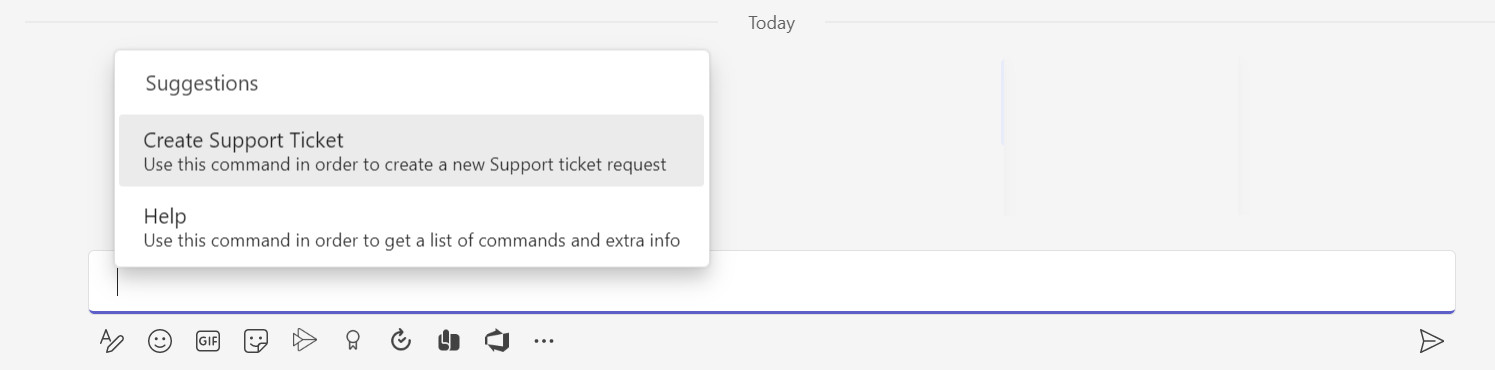 Today
Suggestions
Create Support Ticket
Use this command in order to create a new Support ticket request
Help
Use this command in order to get a list of commands and extra info
GIF